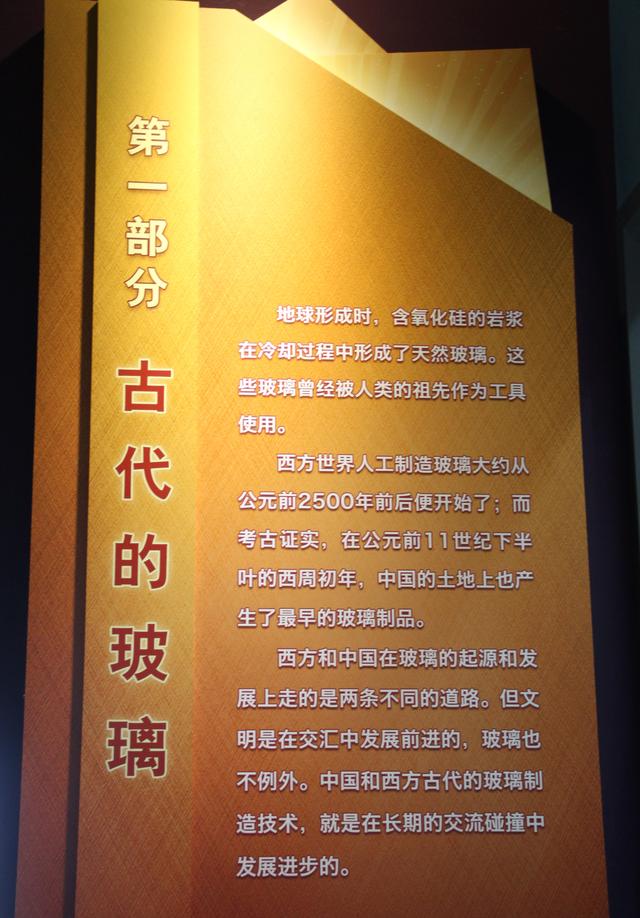 第一部分
古代的玻璃
地球形成时，含氧化硅的岩浆
在冷却过程中形成了天然玻璃。这
些玻璃曾经被人类的祖先作为工具
使用。
西方世界人工制造玻璃大约从
公元前2500年前后便开始了；而
考古证实，在公元前11世纪下半
叶的西周初年，中国的土地上也产
生了最早的玻璃制品。
西方和中国在玻璃的起源和发
展上走的是两条不同的道路。但文
明是在交汇中发展前进的，玻璃也
不例外。中国和西方古代的玻璃制
造技术，就是在长期的交流碰撞中
发展进步的。